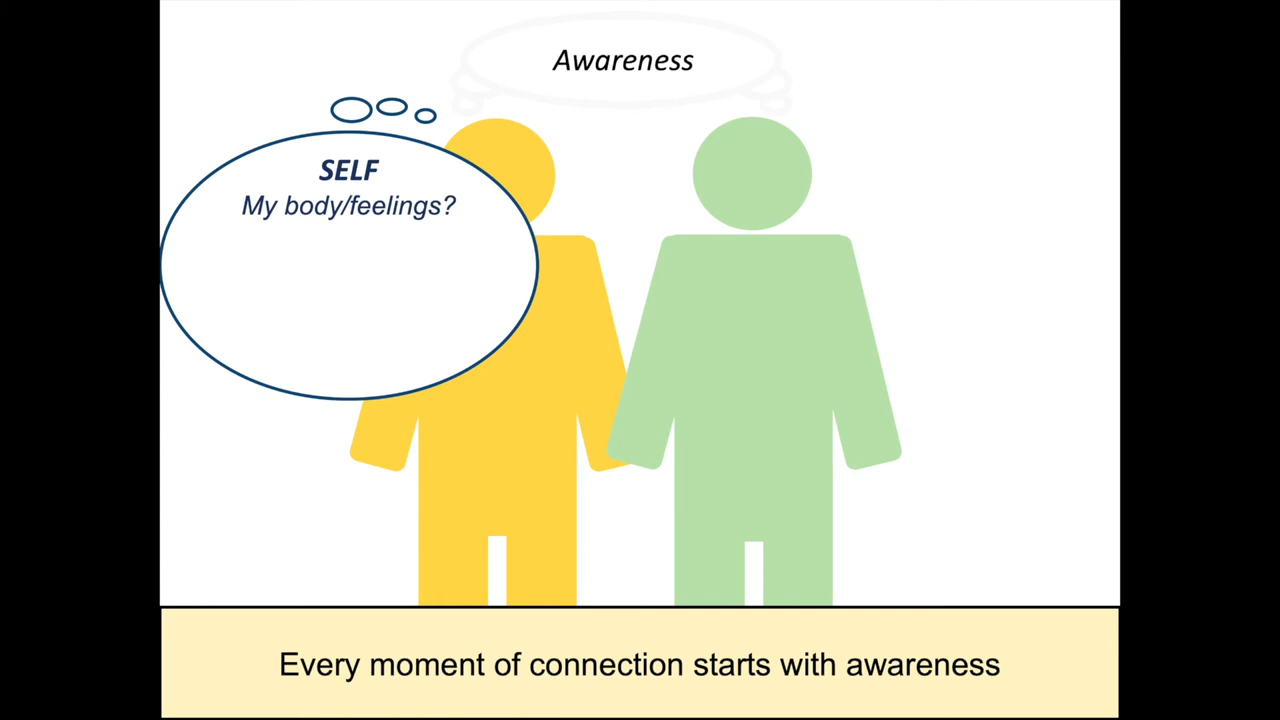 Awareness
SELF
My body/feelings?
Every moment of connection starts with awareness